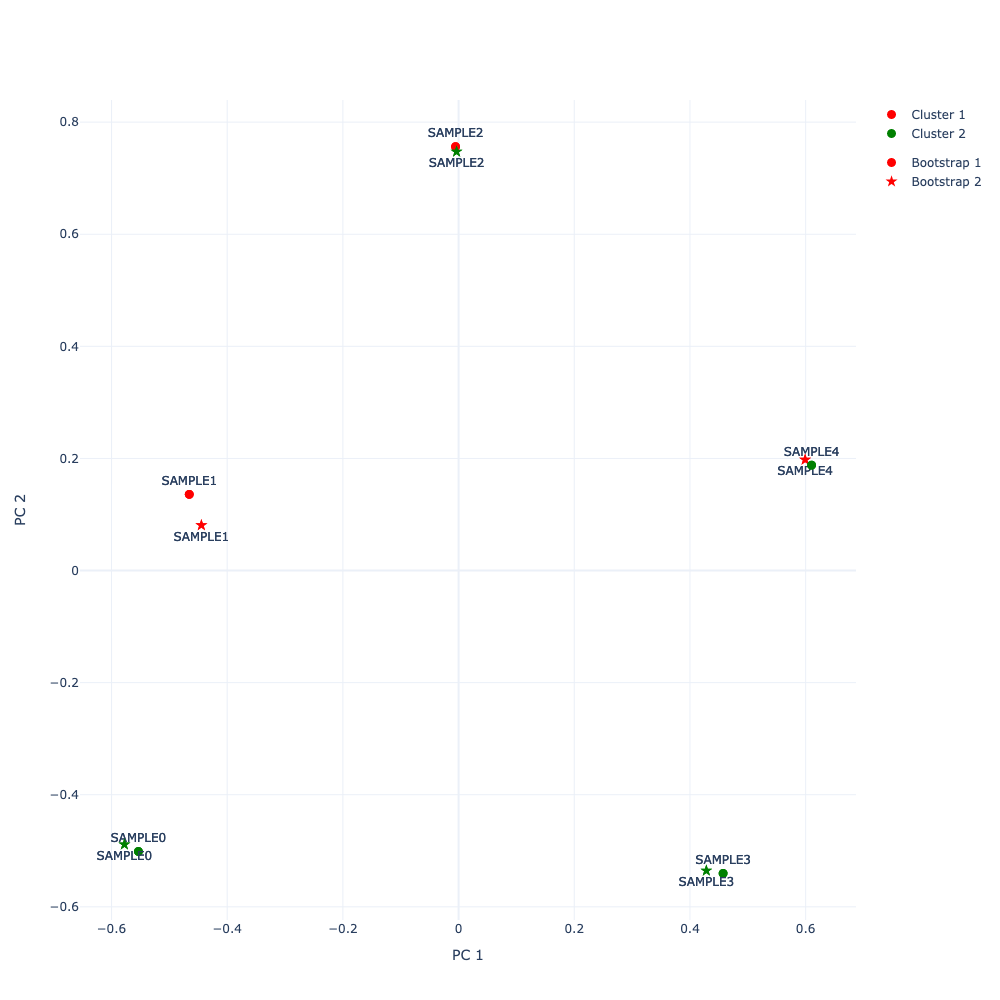 Cluster 1
Cluster 2
Bootstrap 1
Bootstrap 2
0.8
0.6
0.4
0.2
0
−0.2
−0.4
−0.6
PC 2
SAMPLE2
SAMPLE2
SAMPLE4
SAMPLE4
SAMPLE1
SAMPLE1
SAMPLE0
SAMPLE0
SAMPLE3
SAMPLE3
−0.6
−0.4
−0.2
0
0.2
0.4
0.6
PC 1